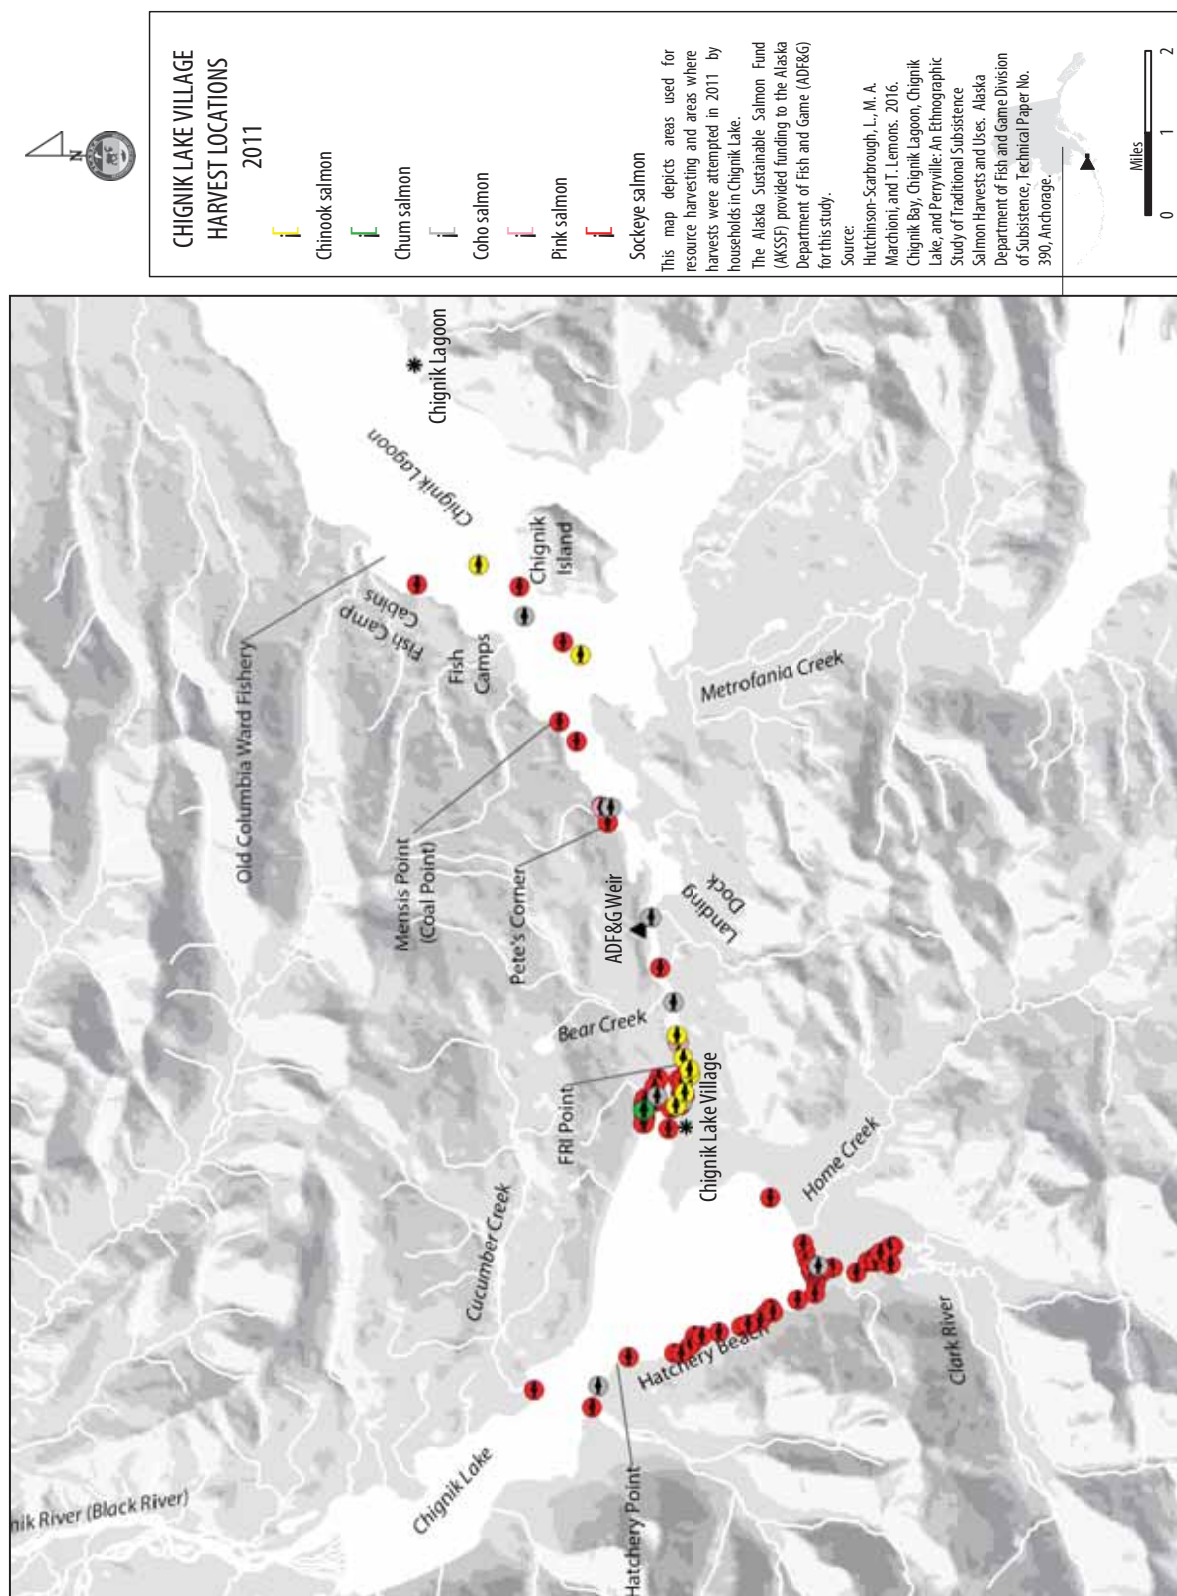 CHIGNIK LAKE VILLAGE
HARVEST LOCATIONS
2011
N
Chinook salmon
Chum salmon
Coho salmon
Pink salmon
Sockeye salmon
This map depicts areas used for
resource harvesting and areas where
harvests were attempted in 2011 by
households in Chignik Lake.
The Alaska Sustainable Salmon Fund
(AKSSF) provided funding to the Alaska
Department of Fish and Game (ADF&G)
for this study.
Source:
Hutchinson-Scarbrough, L., M. A.
Marchioni, and T. Lemons. 2016.
Chignik Bay, Chignik Lagoon, Chignik
Lake, and Perryville: An Ethnographic
Study of Traditional Subsistence
Salmon Harvests and Uses. Alaska
Department of Fish and Game Division
of Subsistence, Technical Paper No.
390, Anchorage.
Miles
0 1 2
Chignik Lagoon
Chignik Lagoon
Chignik
Island
Old Columbia Ward Fishery
Fish Camp
Cabins
Fish
Camps
Mensis Point
(Coal Point)
Metrofania Creek
Pete's Corner
ADF&G Weir
Landing
Dock
Bear Creek
FRI Point
Chignik Lake Village
Home Creek
Cucumber Creek
Hatchery Beach
Clark River
Chignik Lake
Hatchery Point
nik River (Black River)